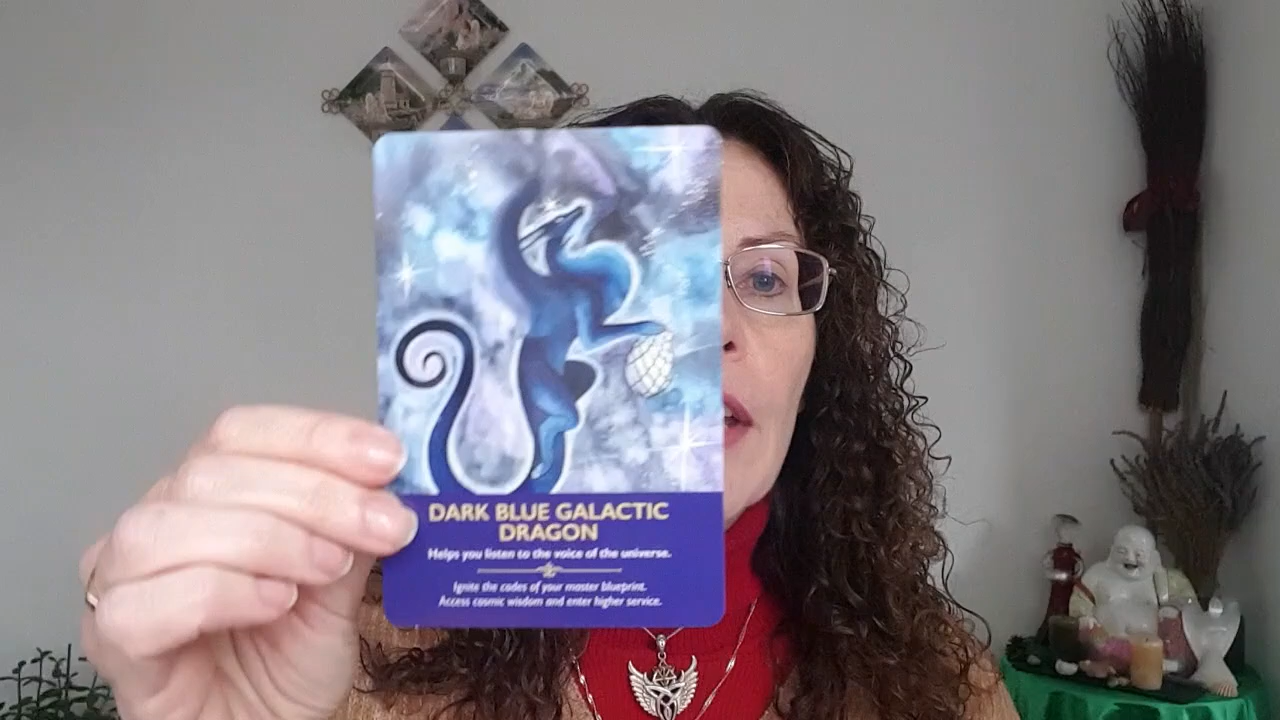 DARK BLUE GALACTIC
DRAGON
Helps you listen to the voice of the universe.
Ignite the codes of your master blueprint.
Access cosmic wisdom and enter higher service.